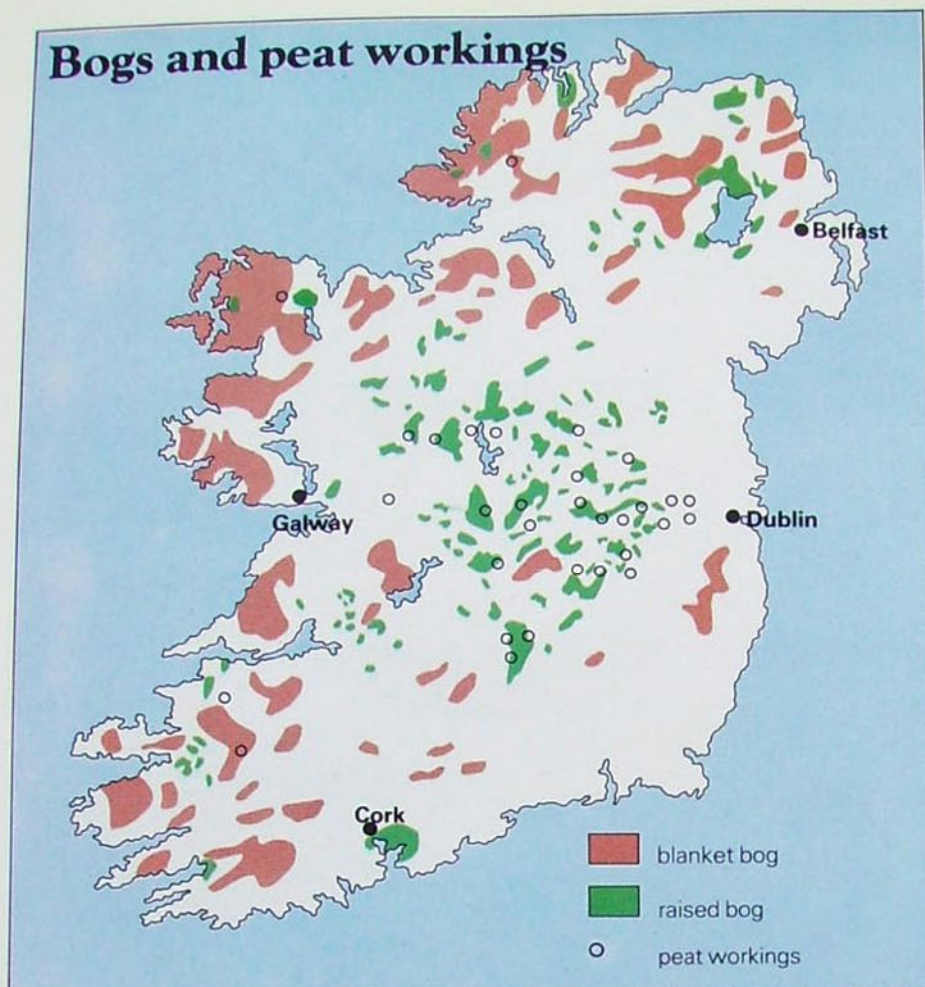 Bogs and peat workings
Belfast
Galway
Dublin
Cork
blanket bog
raised bog
peat workings